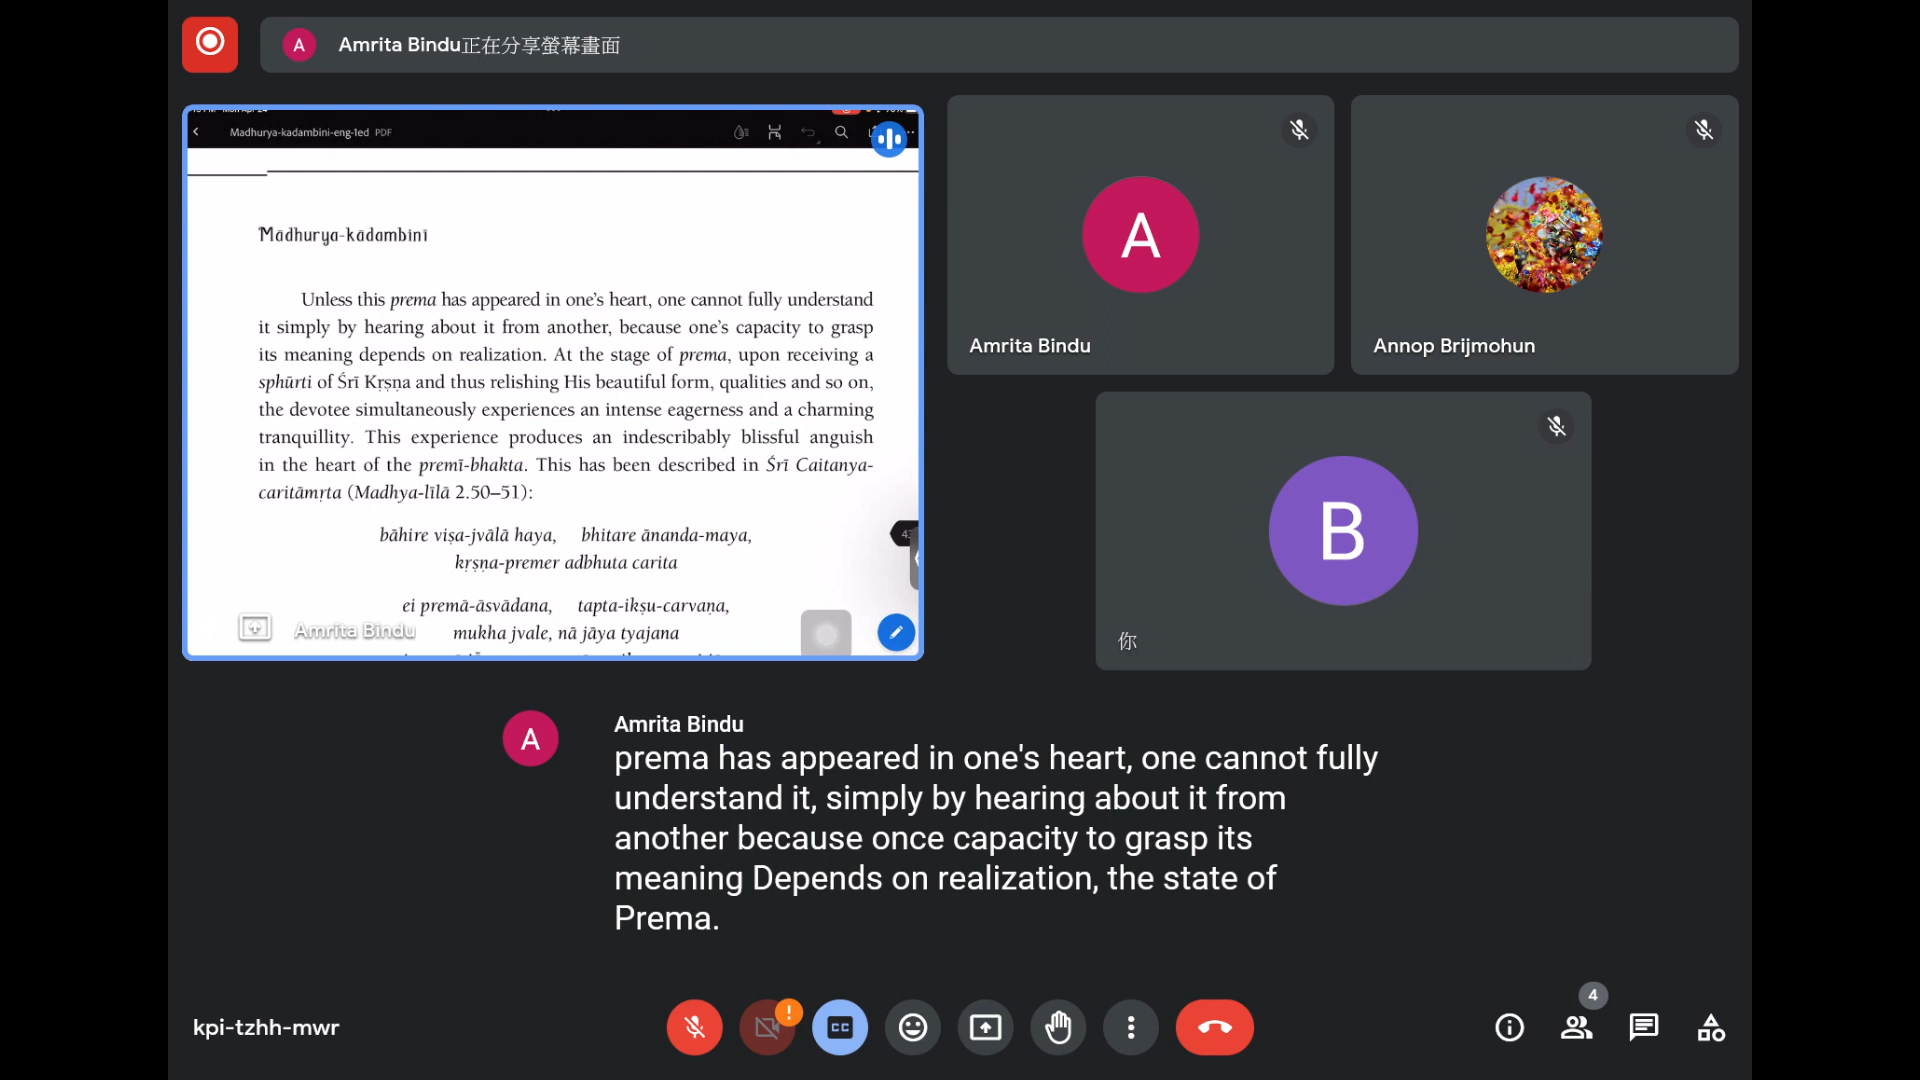 A
Amrita Bindu正在分享螢幕畫面
Madhurya-kadambini-eng-1ed PDF
Mādhurya-kādambinī
Unless this prema has appeared in one's heart, one cannot fully understand
it simply by hearing about it from another, because one's capacity to grasp
its meaning depends on realization. At the stage of prema, upon receiving a
sphūrti of Śrī Kṛṣṇa and thus relishing His beautiful form, qualities and so on,
the devotee simultaneously experiences an intense eagerness and a charming
tranquillity. This experience produces an indescribably blissful anguish
in the heart of the premī-bhakta. This has been described in Śrī Caitanya-
caritāmṛta (Madhya-līlā 2.50–51):
bāhire viṣa-jvālā haya, bhitare ānanda-maya,
kṛṣṇa-premer adbhuta carita
ei premā-āsvādana, tapta-ikṣu-carvaṇa,
mukha jvale, nā jāya tyajana
Amrita Bindu
A
Amrita Bindu
Annop Brijmohun
B
你
A
Amrita Bindu
prema has appeared in one's heart, one cannot fully
understand it, simply by hearing about it from
another because once capacity to grasp its
meaning Depends on realization, the state of
Prema.
kpi-tzhh-mwr
!
CC
4